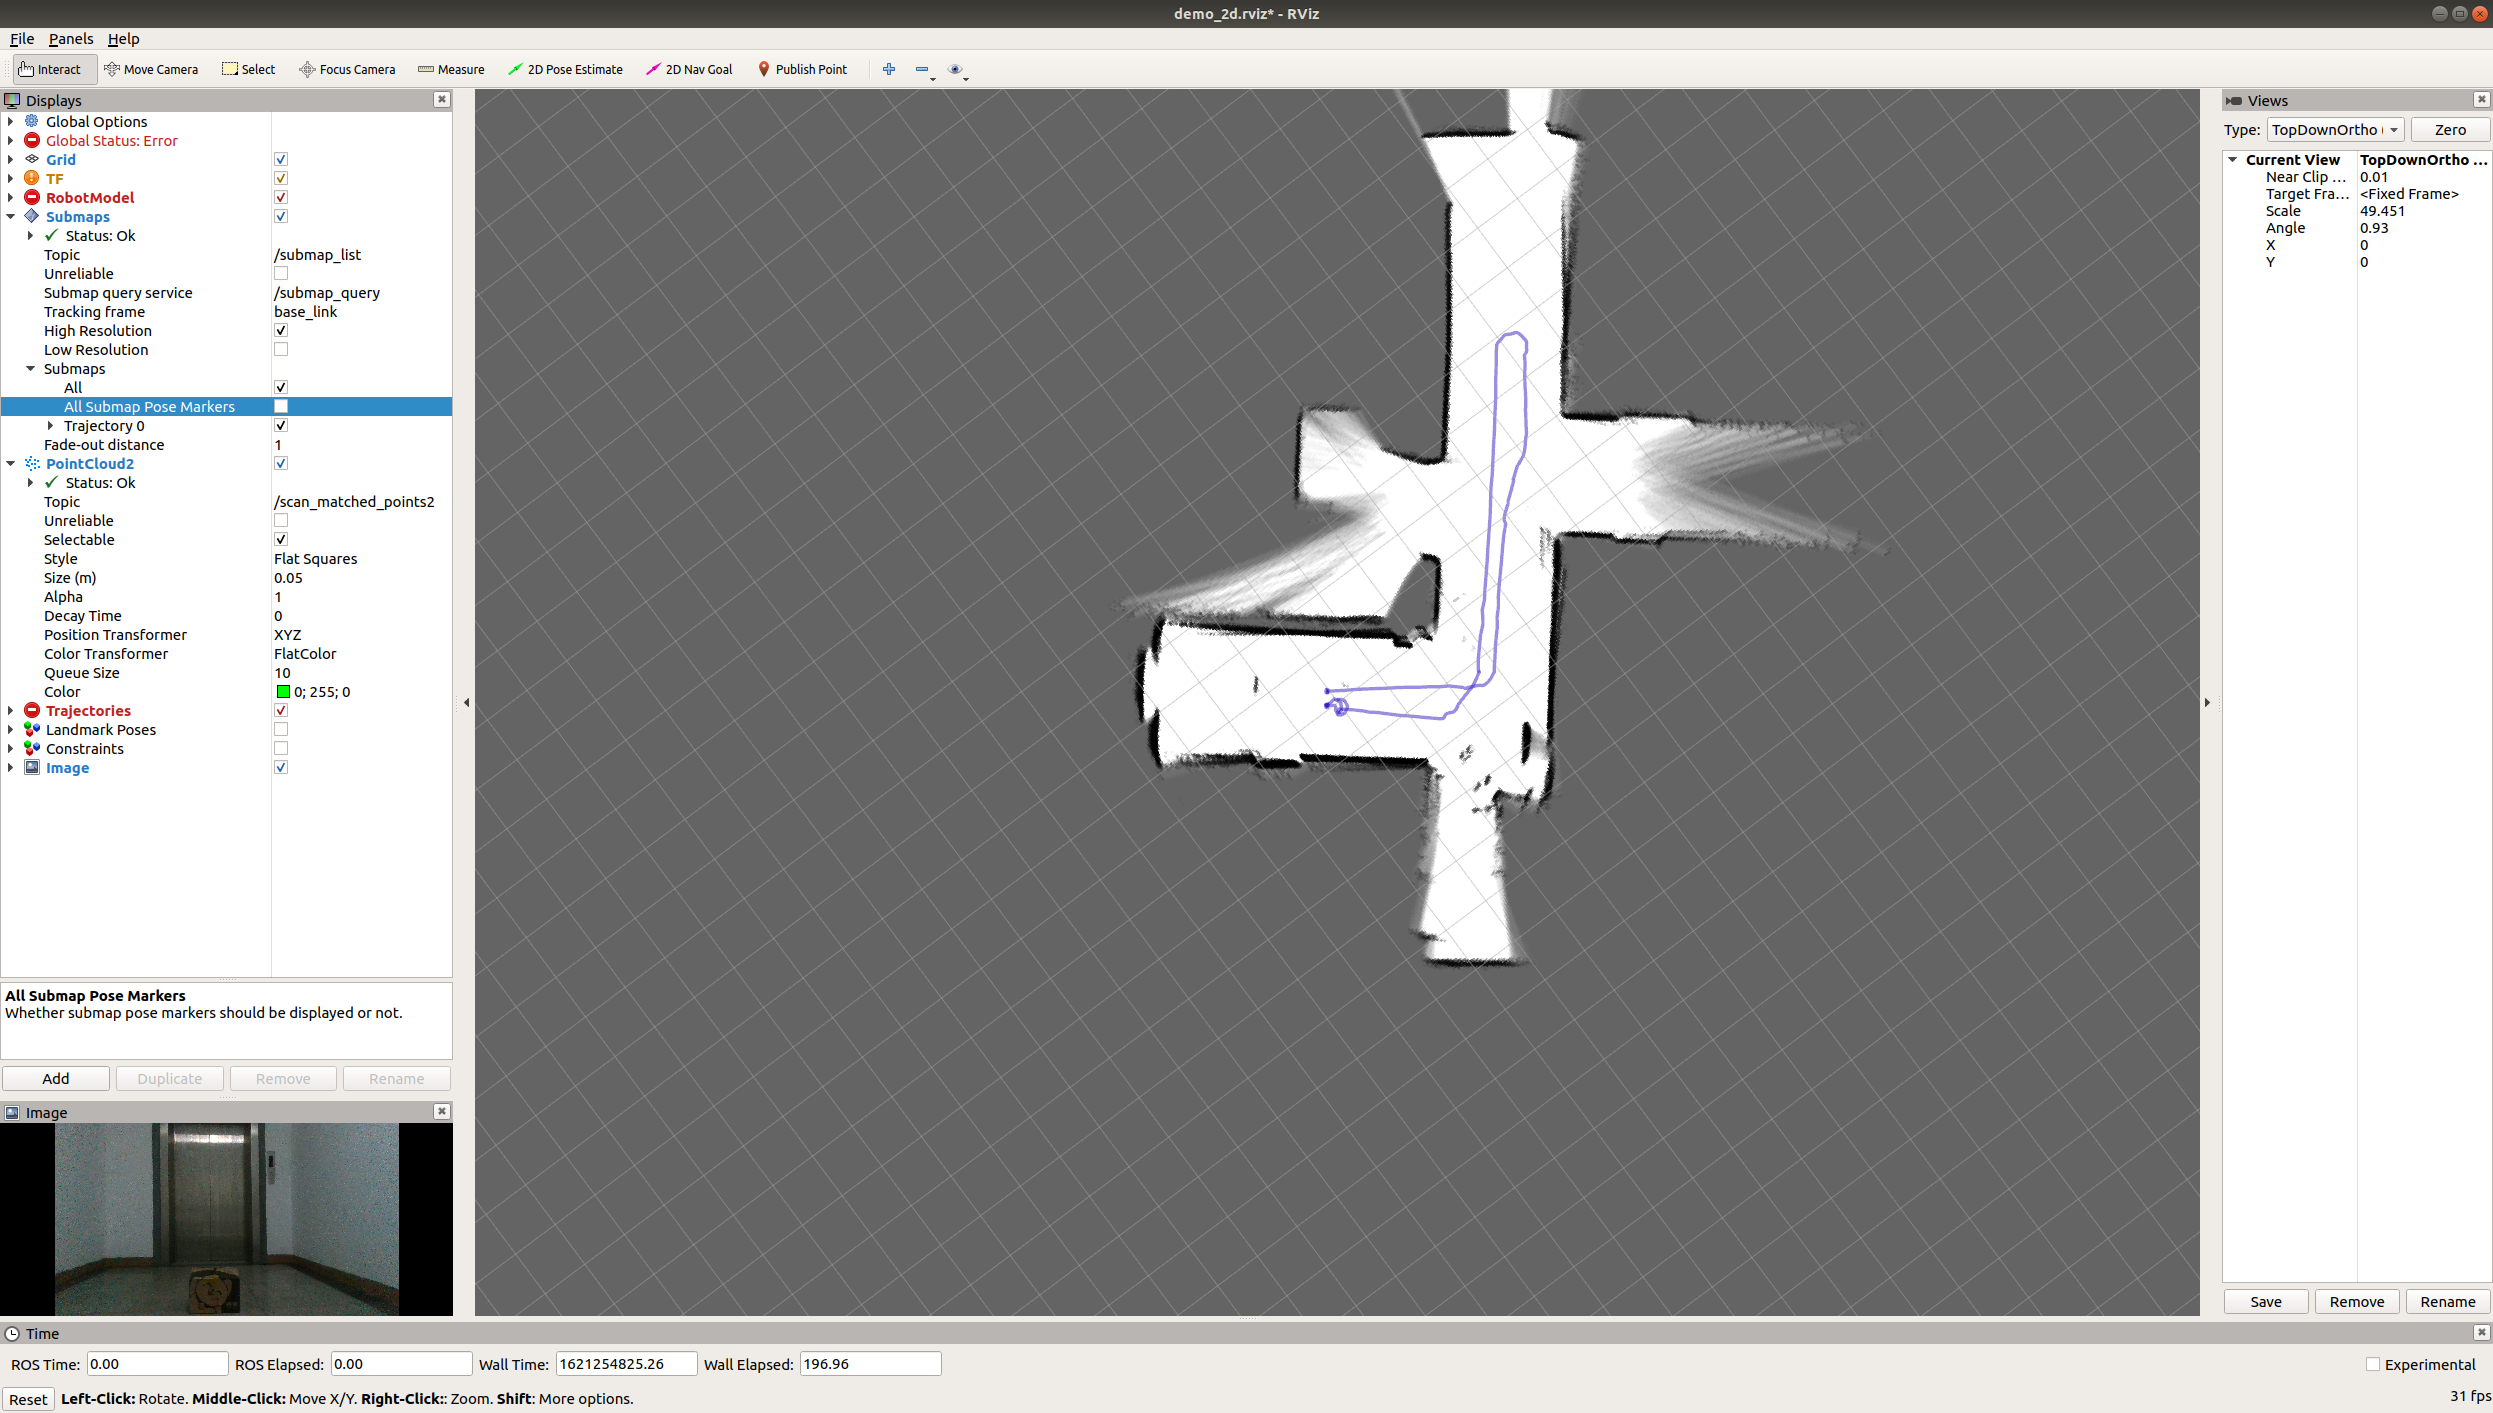 demo_2d.rviz* - RViz
File Panels Help
Interact Move Camera Select Focus Camera Measure 2D Pose Estimate 2D Nav Goal Publish Point
Displays
Global Options
Global Status: Error
Grid
TF
RobotModel
Submaps
Status: Ok
Topic /submap_list
Unreliable
Submap query service /submap_query
Tracking frame base_link
High Resolution
Low Resolution
Submaps
All
All Submap Pose Markers
Trajectory 0
Fade-out distance 1
PointCloud2
Status: Ok
Topic /scan_matched_points2
Unreliable
Selectable
Style Flat Squares
Size (m) 0.05
Alpha 1
Decay Time 0
Position Transformer XYZ
Color Transformer FlatColor
Queue Size 10
Color 0; 255; 0
Trajectories
Landmark Poses
Constraints
Image
All Submap Pose Markers
Whether submap pose markers should be displayed or not.
Add Duplicate Remove Rename
Image
Views
Type: TopDownOrtho ( Zero
Current View TopDownOrtho ...
Near Clip ... 0.01
Target Fra... <Fixed Frame>
Scale 49.451
Angle 0.93
X 0
Y 0
Save Remove Rename
Time
ROS Time: 0.00 ROS Elapsed: 0.00 Wall Time: 1621254825.26 Wall Elapsed: 196.96 Experimental
Reset Left-Click: Rotate. Middle-Click: Move X/Y. Right-Click:: Zoom. Shift: More options. 31 fps